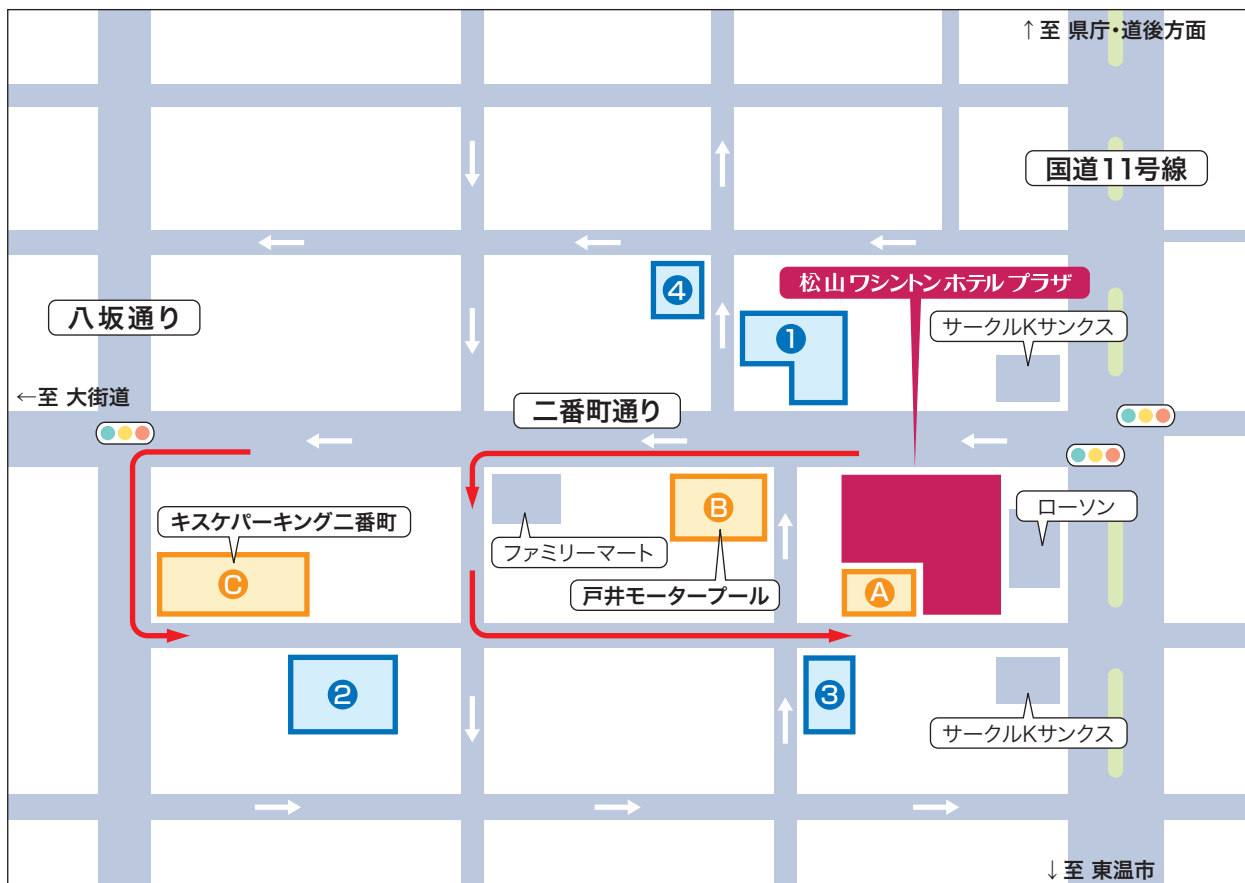 ↑至 県庁・道後方面
国道11号線
松山ワシントンホテルプラザ
4
八坂通り
1
サークルKサンクス
←至 大街道
二番町通り
B
ローソン
キスケパーキング二番町
ファミリーマート
C
戸井モータープール
A
2
3
サークルKサンクス
↓至 東温市